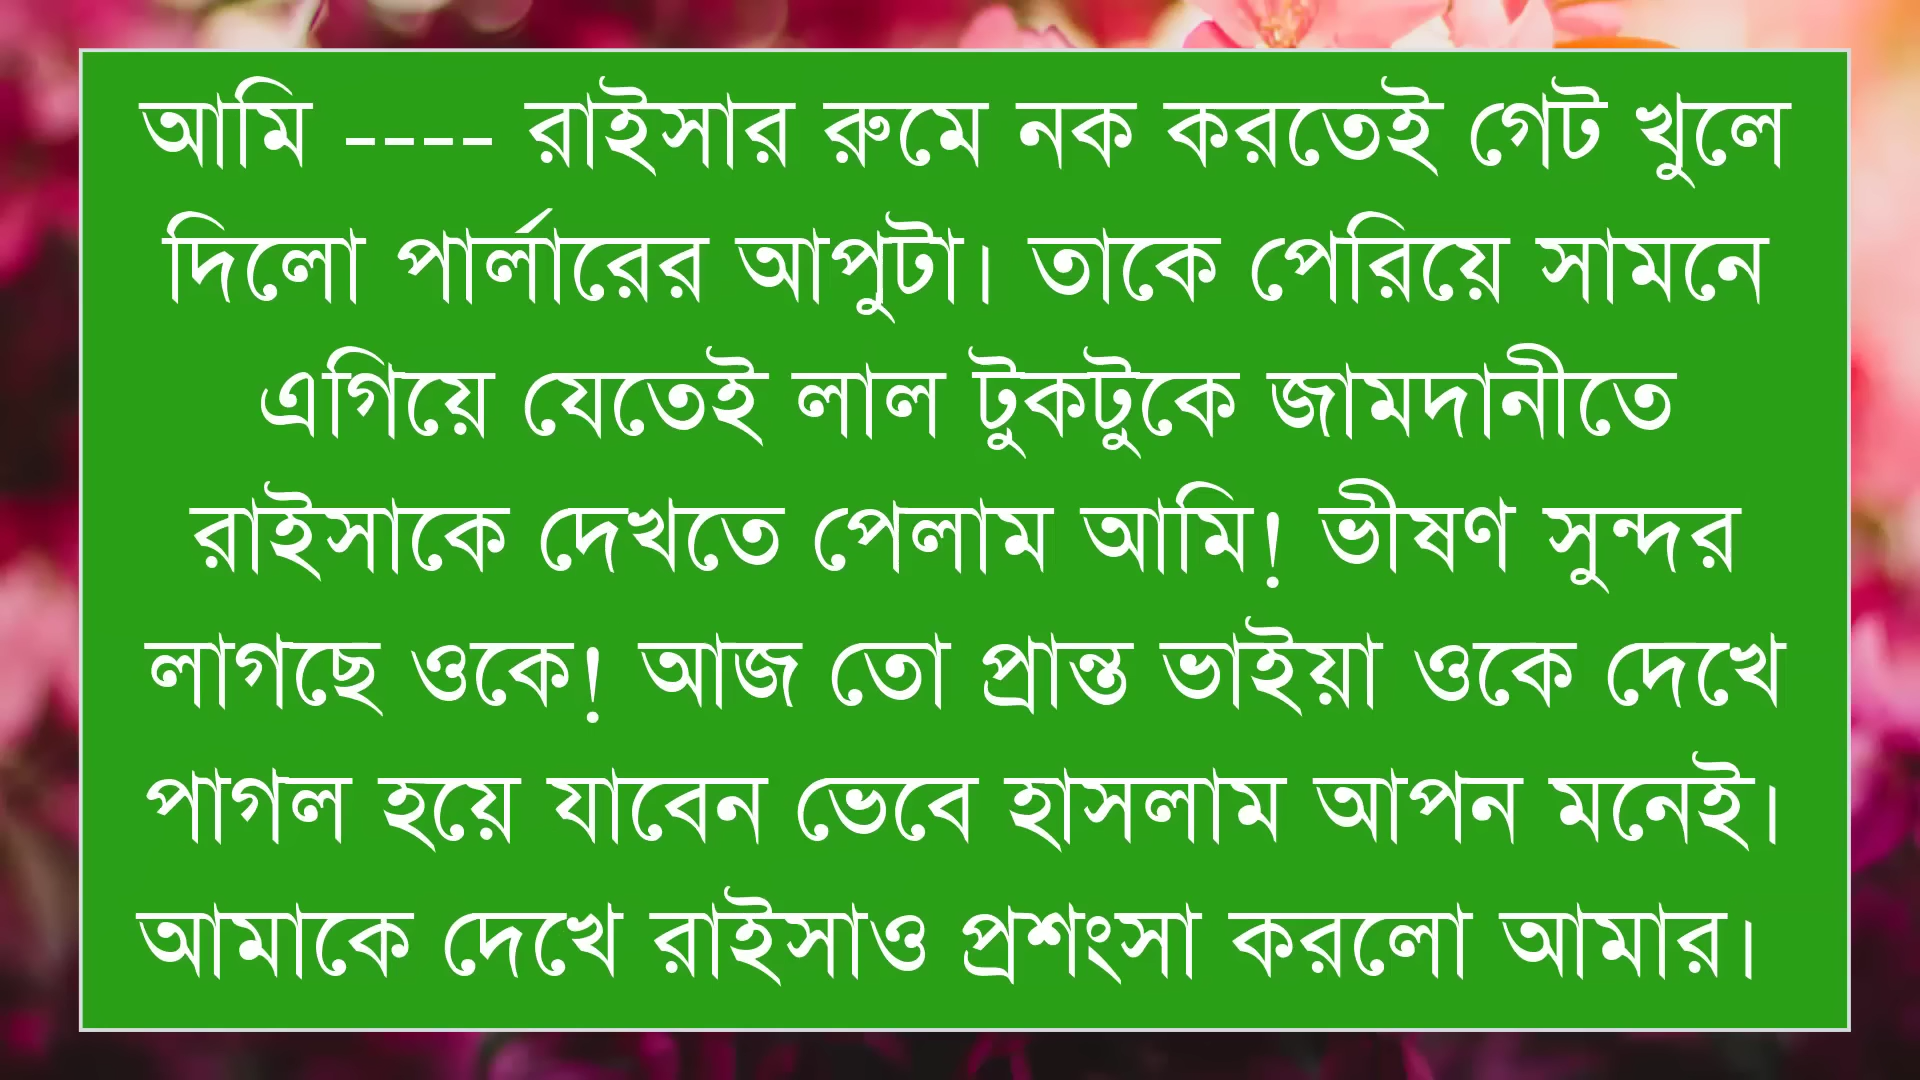 আমি ---- রাইসার রুমে নক করতেই গেট খুলে
দিলো পার্লারের আপুটা। তাকে পেরিয়ে সামনে
এগিয়ে যেতেই লাল টুকটুকে জামদানীতে
রাইসাকে দেখতে পেলাম আমি! ভীষণ সুন্দর
লাগছে ওকে! আজ তো প্রান্ত ভাইয়া ওকে দেখে
পাগল হয়ে যাবেন ভেবে হাসলাম আপন মনেই।
আমাকে দেখে রাইসাও প্রশংসা করলো আমার।